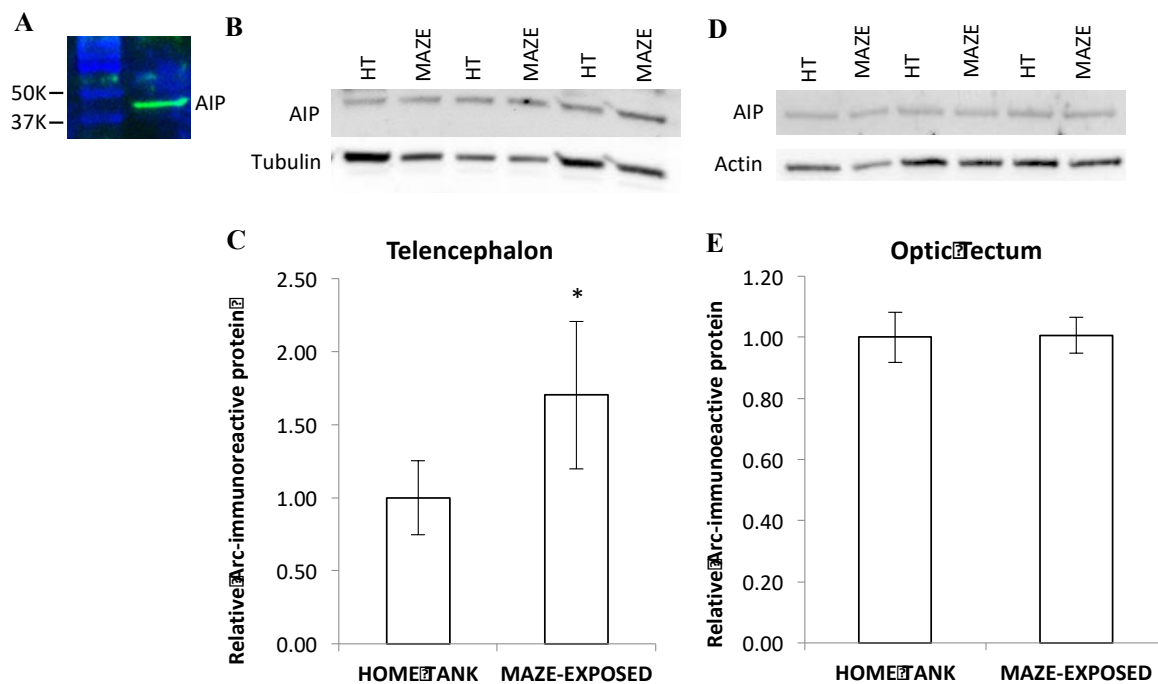 A
50K
37K
AIP
B
HT MAZE HT MAZE HT MAZE
AIP
Tubulin
D
HT MAZE HT MAZE HT MAZE
AIP
Actin
C
Telencephalon
Relative Arc-immunoreactive protein
2.50
2.00
1.50
1.00
0.50
0.00
*
HOME TANK MAZE-EXPOSED
E
Optic Tectum
Relative Arc-immunoeactive protein
1.20
1.00
0.80
0.60
0.40
0.20
0.00
HOME TANK MAZE-EXPOSED